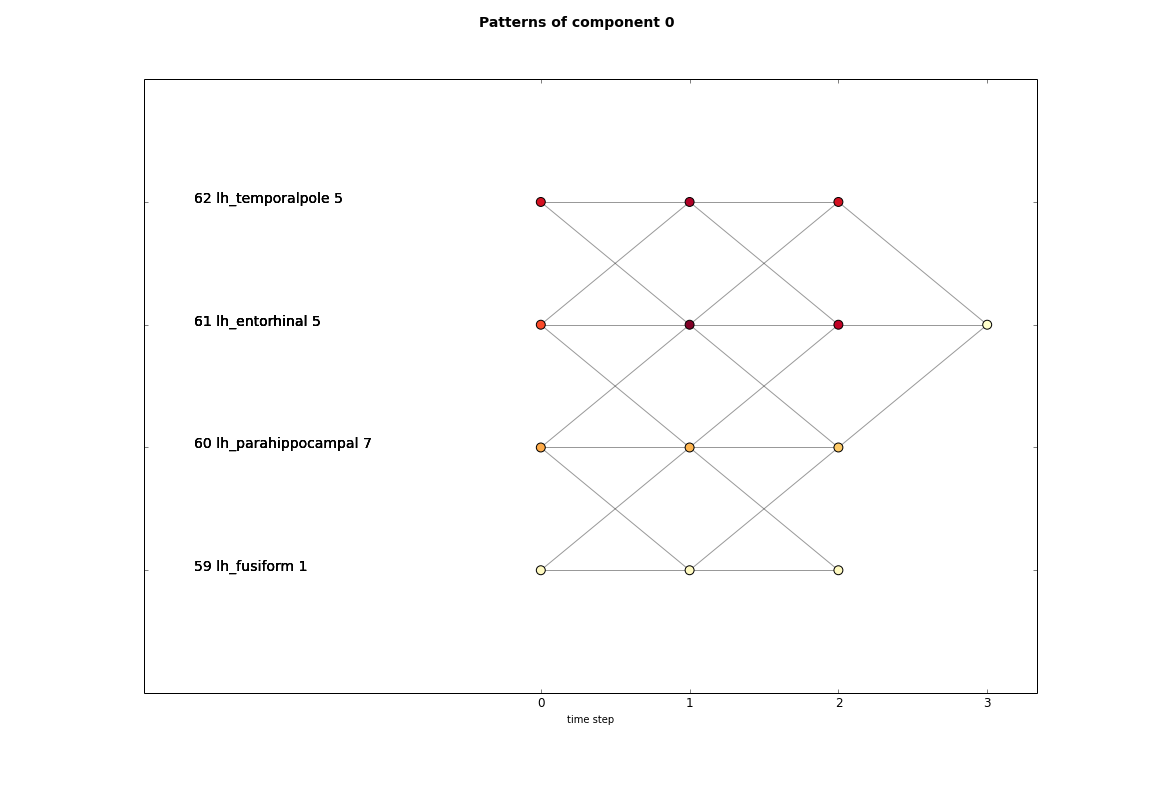 Patterns of component 0
62 lh_temporalpole 5
61 lh_entorhinal 5
60 lh_parahippocampal 7
59 lh_fusiform 1
0 1 2 3
time step